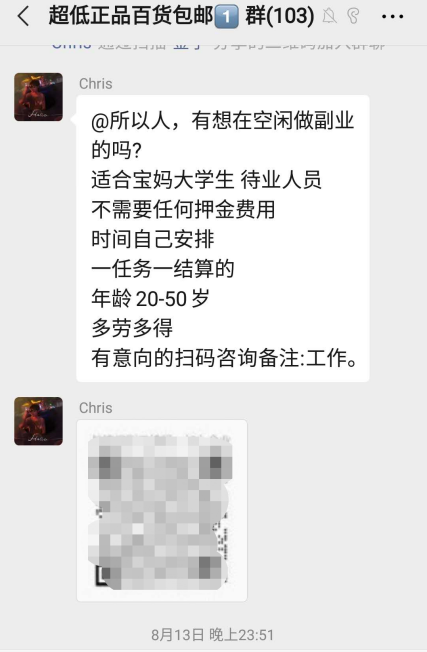 超低正品百货包邮1️⃣ 群(103)
Chris
@所以人，有想在空闲做副业
的吗?
适合宝妈大学生 待业人员
不需要任何押金费用
时间自己安排
一任务一结算的
年龄20-50岁
多劳多得
有意向的扫码咨询备注:工作。
Chris
8月13日 晚上23:51